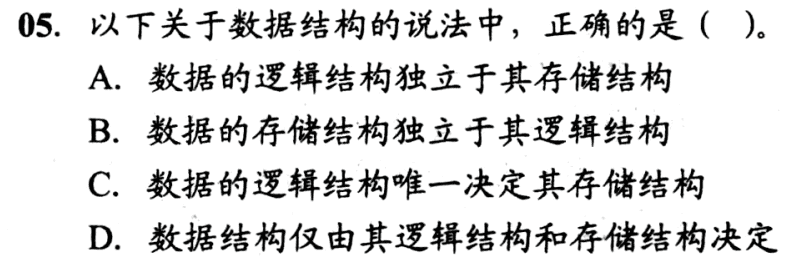 05. 以下关于数据结构的说法中，正确的是（ ）。
A. 数据的逻辑结构独立于其存储结构
B. 数据的存储结构独立于其逻辑结构
C. 数据的逻辑结构唯一决定其存储结构
D. 数据结构仅由其逻辑结构和存储结构决定